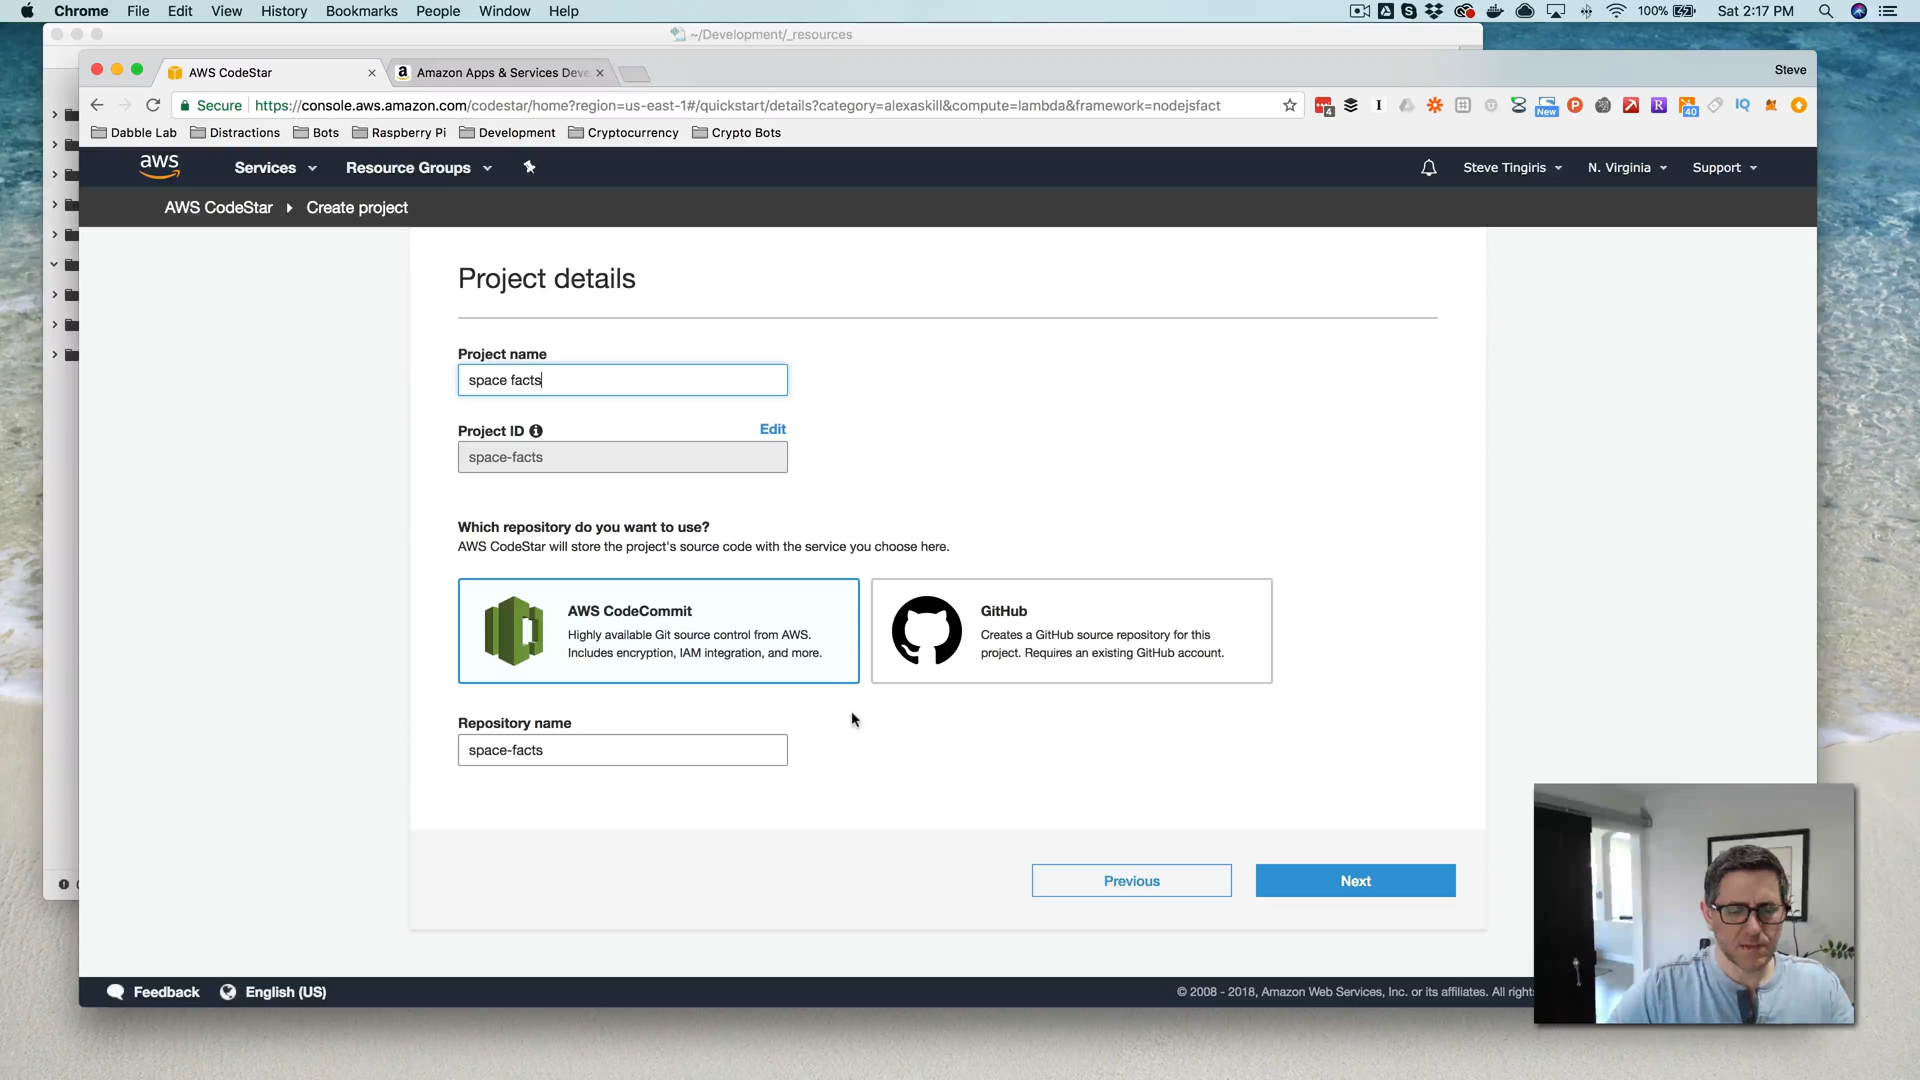 Chrome File Edit View History Bookmarks People Window Help
100% Sat 2:17 PM
~/Development/_resources
AWS CodeStar
Amazon Apps & Services Deve
Steve
Secure https://console.aws.amazon.com/codestar/home?region=us-east-1#/quickstart/details?category=alexaskill&compute=lambda&framework=nodejsfact
4 New 40 IQ
Dabble Lab Distractions Bots Raspberry Pi Development Cryptocurrency Crypto Bots
aws Services Resource Groups Steve Tingiris N. Virginia Support
AWS CodeStar Create project
Project details
Project name
space facts
Project ID Edit
space-facts
Which repository do you want to use?
AWS CodeStar will store the project's source code with the service you choose here.
AWS CodeCommit
Highly available Git source control from AWS.
Includes encryption, IAM integration, and more.
GitHub
Creates a GitHub source repository for this
project. Requires an existing GitHub account.
Repository name
space-facts
Previous Next
Feedback English (US)
© 2008 - 2018, Amazon Web Services, Inc. or its affiliates. All right